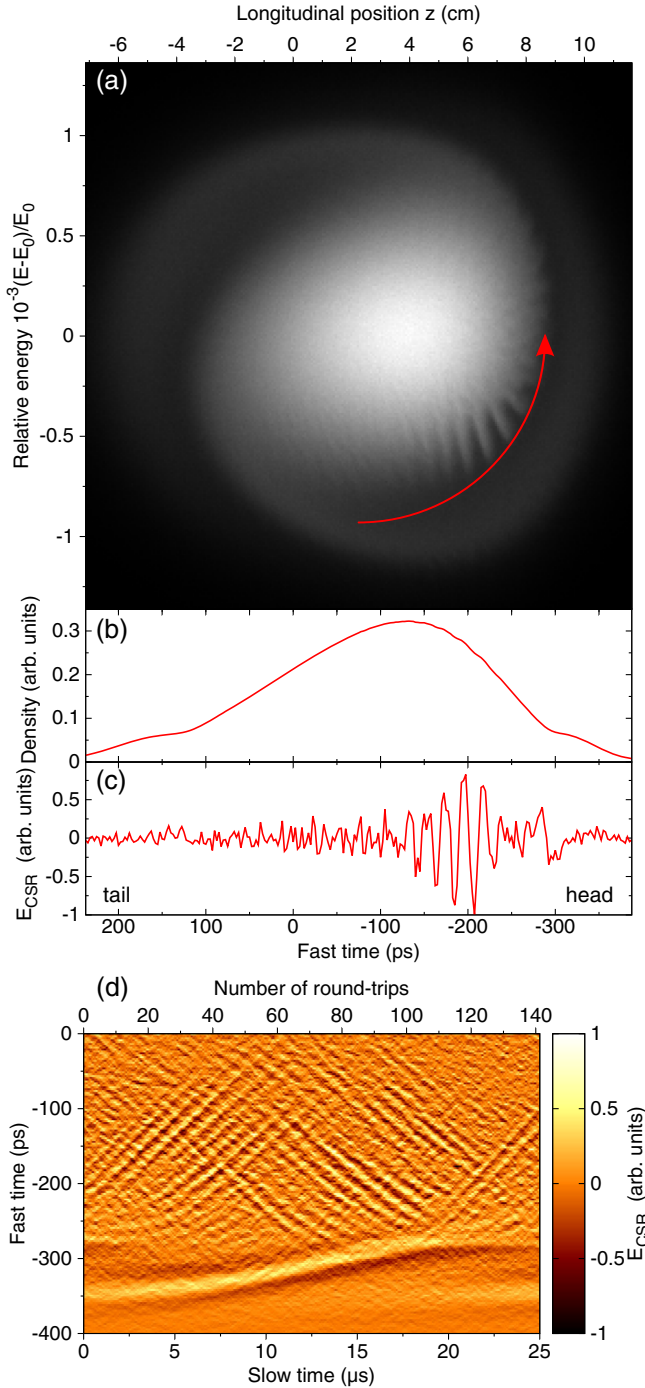 Longitudinal position z (cm)
-6 -4 -2 0 2 4 6 8 10
(a)
Relative energy 10^-3(E-E_0)/E_0
1
0.5
0
-0.5
-1
(b)
Density (arb. units)
0.3
0.2
0.1
0
(c)
E_CSR (arb. units)
0.5
0
-0.5
-1
tail head
200 100 0 -100 -200 -300
Fast time (ps)
(d) Number of round-trips
0 20 40 60 80 100 120 140
Fast time (ps)
0
-100
-200
-300
-400
0 5 10 15 20 25
Slow time (μs)
1
0.5
0
-0.5
-1
E_CSR (arb. units)